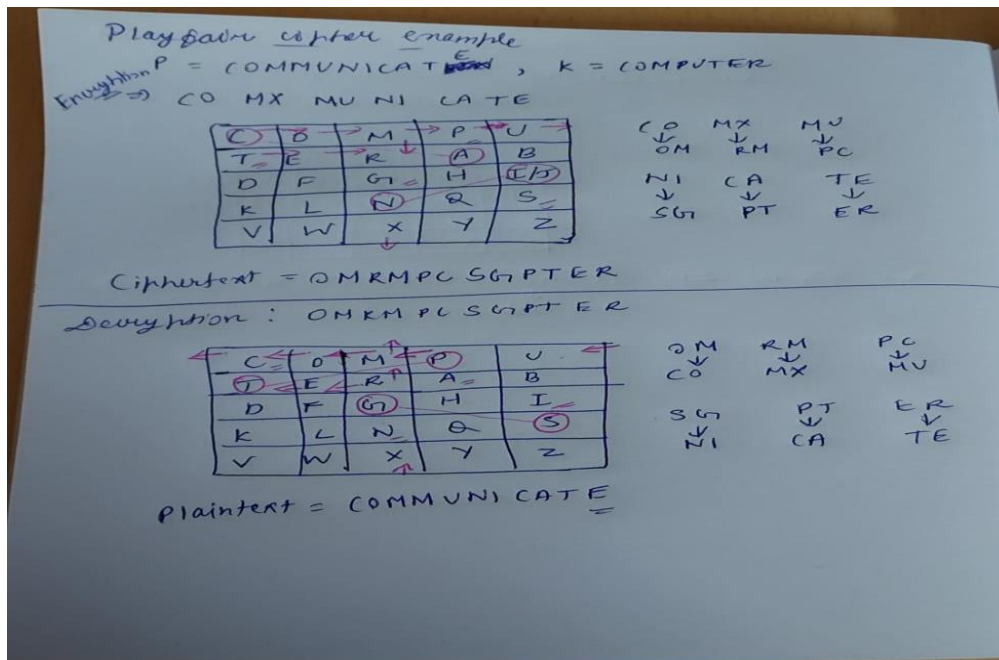 Playfair cipher example
Encryption P = COMMUNICATE, K = COMPUTER
⇒ CO MX MU NI CA TE
C O M P U
T E R A B
D F G H I/J
K L N Q S
V W X Y Z
CO MX MU
↓ ↓ ↓
OM RM PC
NI CA TE
↓ ↓ ↓
SG PT ER
Ciphertext = OMRMPCSGPTER
Decryption : OMRMPCSGPTER
C O M P U
T E R A B
D F G H I
K L N Q S
V W X Y Z
OM RM PC
↓ ↓ ↓
CO MX MU
SG PT ER
↓ ↓ ↓
NI CA TE
Plaintext = COMMUNICATE